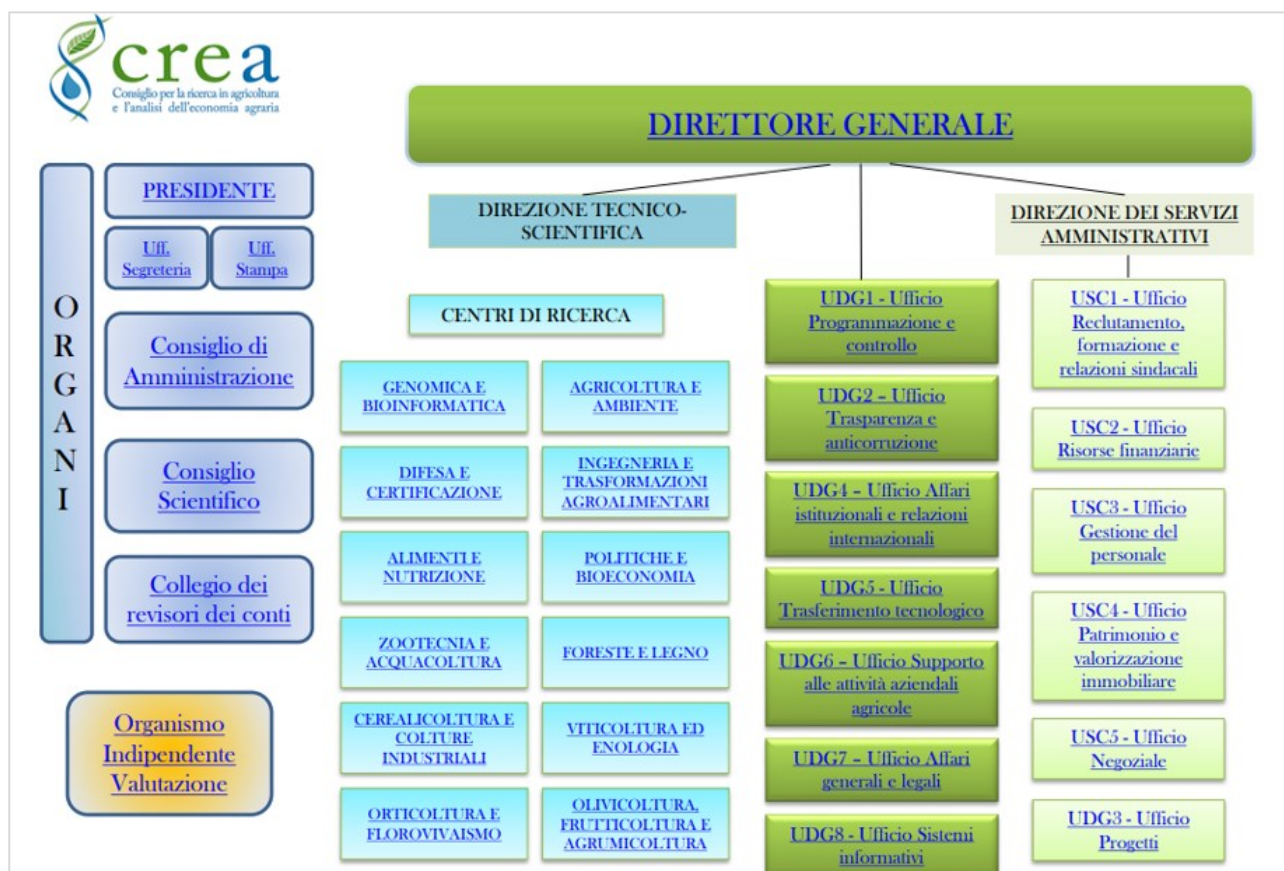 crea
Consiglio per la ricerca in agricoltura
e l'analisi dell'economia agraria
DIRETTORE GENERALE
ORGANI
PRESIDENTE
Uff.
Segreteria
Uff.
Stampa
Consiglio di
Amministrazione
Consiglio
Scientifico
Collegio dei
revisori dei conti
Organismo
Indipendente
Valutazione
DIREZIONE TECNICO-
SCIENTIFICA
CENTRI DI RICERCA
GENOMICA E
BIOINFORMATICA
AGRICOLTURA E
AMBIENTE
DIFESA E
CERTIFICAZIONE
INGEGNERIA E
TRASFORMAZIONI
AGROALIMENTARI
ALIMENTI E
NUTRIZIONE
POLITICHE E
BIOECONOMIA
ZOOTECNIA E
ACQUACOLTURA
FORESTE E LEGNO
CEREALICOLTURA E
COLTURE
INDUSTRIALI
VITICOLTURA ED
ENOLOGIA
ORTICOLTURA E
FLOROVIVAISMO
OLIVICOLTURA,
FRUTTICOLTURA E
AGRUMICOLTURA
UDG1 - Ufficio
Programmazione e
controllo
UDG2 – Ufficio
Trasparenza e
anticorruzione
UDG4 – Ufficio Affari
istituzionali e relazioni
internazionali
UDG5 - Ufficio
Trasferimento tecnologico
UDG6 – Ufficio Supporto
alle attività aziendali
agricole
UDG7 – Ufficio Affari
generali e legali
UDG8 - Ufficio Sistemi
informativi
DIREZIONE DEI SERVIZI
AMMINISTRATIVI
USC1 - Ufficio
Reclutamento,
formazione e
relazioni sindacali
USC2 - Ufficio
Risorse finanziarie
USC3 - Ufficio
Gestione del
personale
USC4 - Ufficio
Patrimonio e
valorizzazione
immobiliare
USC5 - Ufficio
Negoziale
UDG3 - Ufficio
Progetti